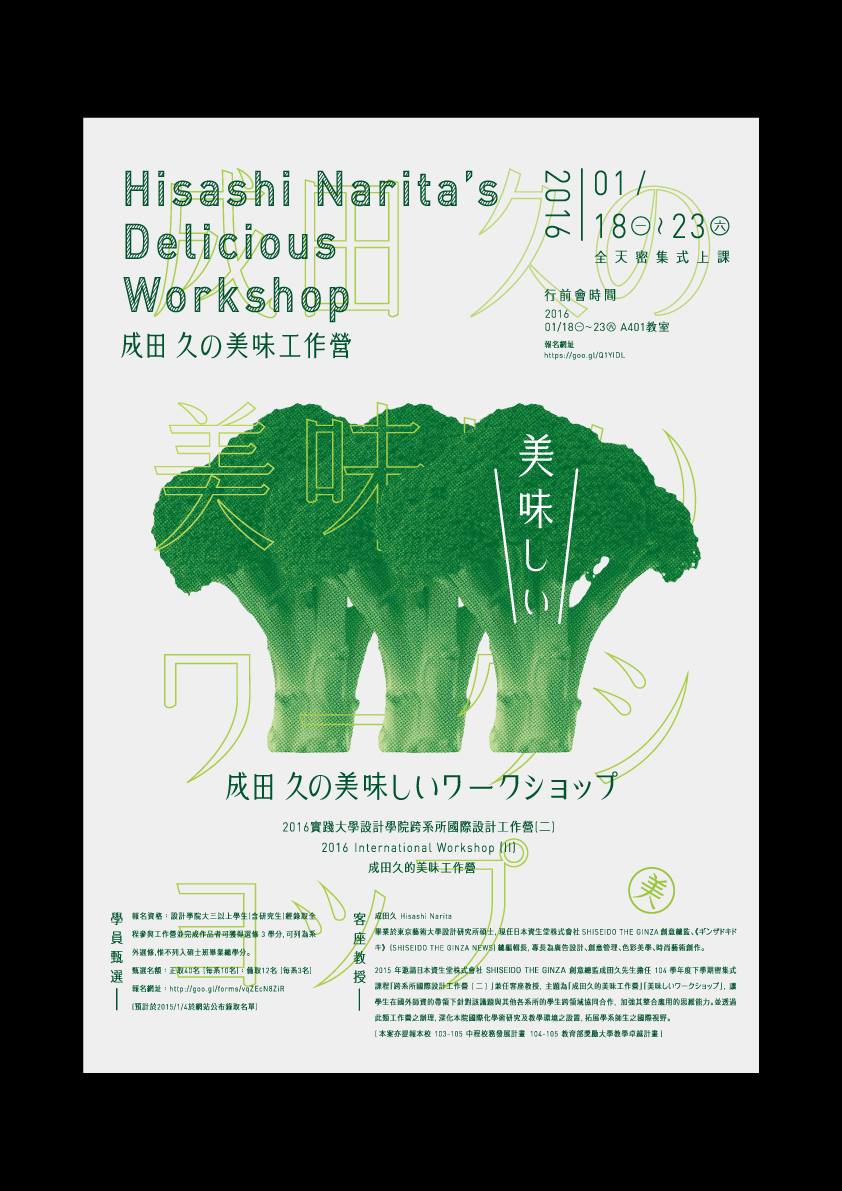 Hisashi Narita's
Delicious
Workshop
成田 久の美味工作營
2016
01/
18㊀~23㊅
全天密集式上課
行前會時間
2016
01/18㊀~23㊅ A401教室
報名網址
https://goo.gl/Q1YIDL
成田久の
美味しい
ワークシ
ョップ
美味しい
成田 久の美味しいワークショップ
2016實踐大學設計學院跨系所國際設計工作營(二)
2016 International Workshop (II)
成田久的美味工作營
美
學員甄選
報名資格：設計學院大三以上學生(含研究生)經錄取全
程參與工作營並完成作品者可獲得選修 3 學分，可列為系
外選修，惟不列入碩士班畢業總學分。
甄選名額：正取40名 (每系10名)；備取12名 (每系3名)
報名網址：http://goo.gl/forms/vqZEcN8ZiR
(預計於2015/1/4於網站公布錄取名單)
客座教授
成田久 Hisashi Narita
畢業於東京藝術大學設計研究所碩士，現任日本資生堂株式會社 SHISEIDO THE GINZA 創意總監、《ギンザドキド
キ》 (SHISEIDO THE GINZA NEWS) 總編輯長，專長為廣告設計、創意管理、色彩美學、時尚藝術創作。
2015 年邀請日本資生堂株式會社 SHISEIDO THE GINZA 創意總監成田久先生擔任 104 學年度下學期密集式
課程「跨系所國際設計工作營 (二)」兼任客座教授，主題為「成田久的美味工作營」「美味しいワークショップ」，讓
學生在國外師資的帶領下針對該議題與其他各系所的學生跨領域協同合作，加強其整合應用的思維能力。並透過
此類工作營之辦理，深化本院國際化學術研究及教學環境之設置，拓展學系師生之國際視野。
(本案亦提報本校 103-105 中程校務發展計畫 104-105 教育部獎勵大學教學卓越計畫)